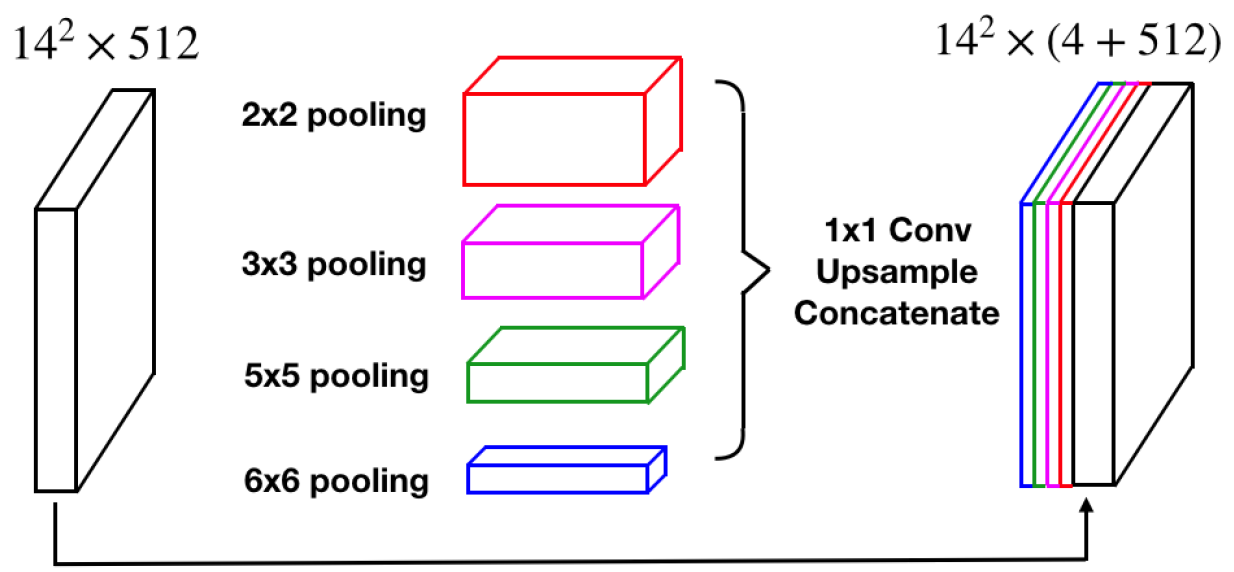 14² × 512
14² × (4 + 512)
2x2 pooling
3x3 pooling
5x5 pooling
6x6 pooling
1x1 Conv
Upsample
Concatenate